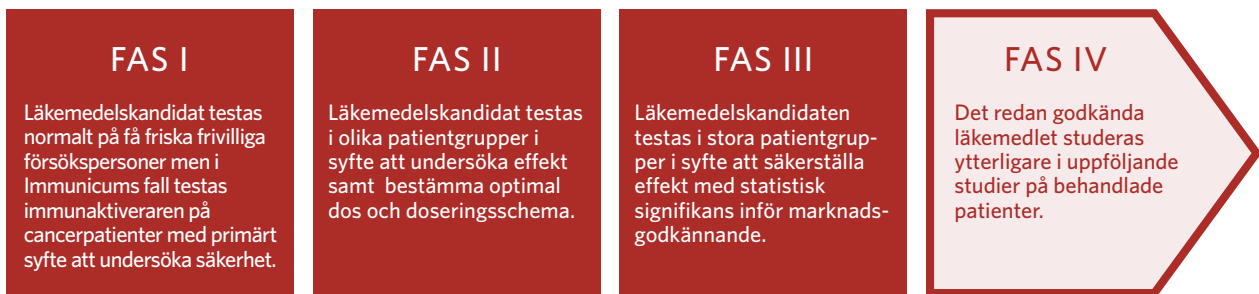 FAS I
Läkemedelskandidat testas
normalt på få friska frivilliga
försökspersoner men i
Immunicums fall testas
immunaktiveraren på
cancerpatienter med primärt
syfte att undersöka säkerhet.
FAS II
Läkemedelskandidat testas
i olika patientgrupper i
syfte att undersöka effekt
samt bestämma optimal
dos och doseringsschema.
FAS III
Läkemedelskandidaten
testas i stora patientgrup-
per i syfte att säkerställa
effekt med statistisk
signifikans inför marknads-
godkännande.
FAS IV
Det redan godkända
läkemedlet studeras
ytterligare i uppföljande
studier på behandlade
patienter.